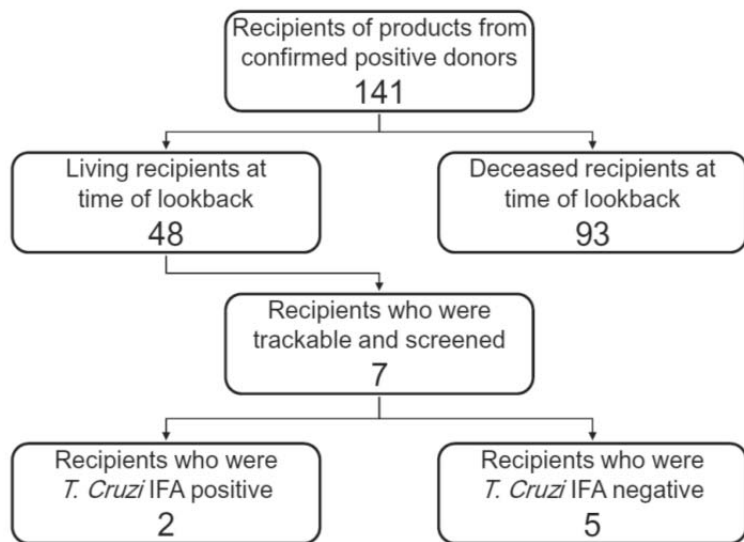 Recipients of products from
confirmed positive donors
141
Living recipients at
time of lookback
48
Deceased recipients at
time of lookback
93
Recipients who were
trackable and screened
7
Recipients who were
T. Cruzi IFA positive
2
Recipients who were
T. Cruzi IFA negative
5